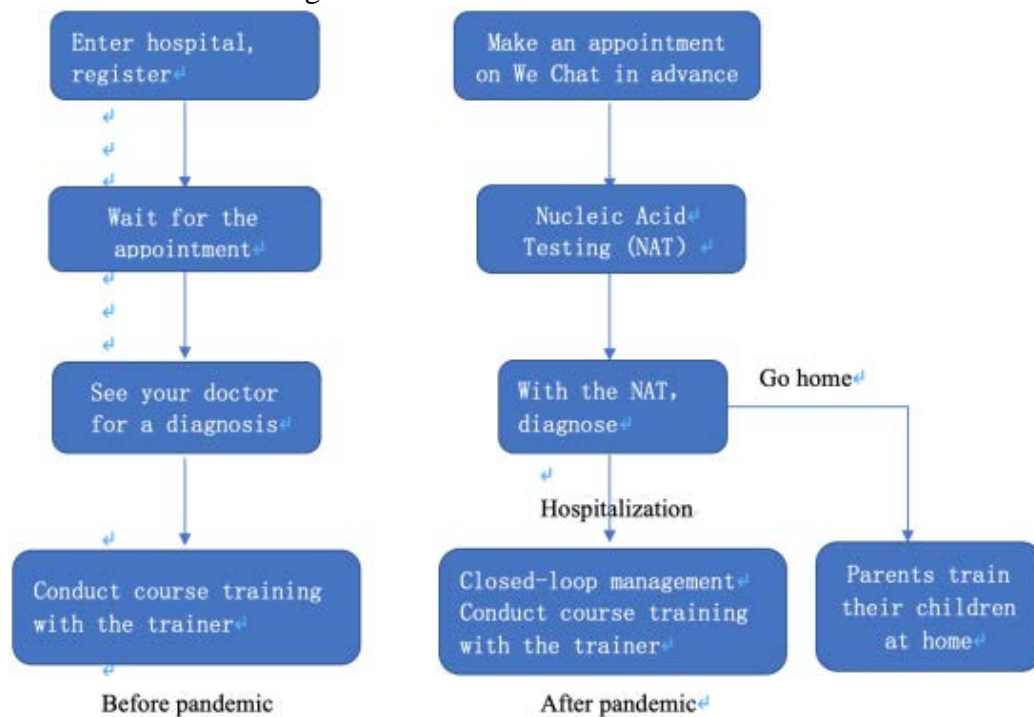 Enter hospital,
register
Wait for the
appointment
See your doctor
for a diagnosis
Conduct course training
with the trainer
Before pandemic
Make an appointment
on We Chat in advance
Nucleic Acid
Testing (NAT)
With the NAT,
diagnose
Go home
Hospitalization
Closed-loop management
Conduct course training
with the trainer
Parents train
their children
at home
After pandemic